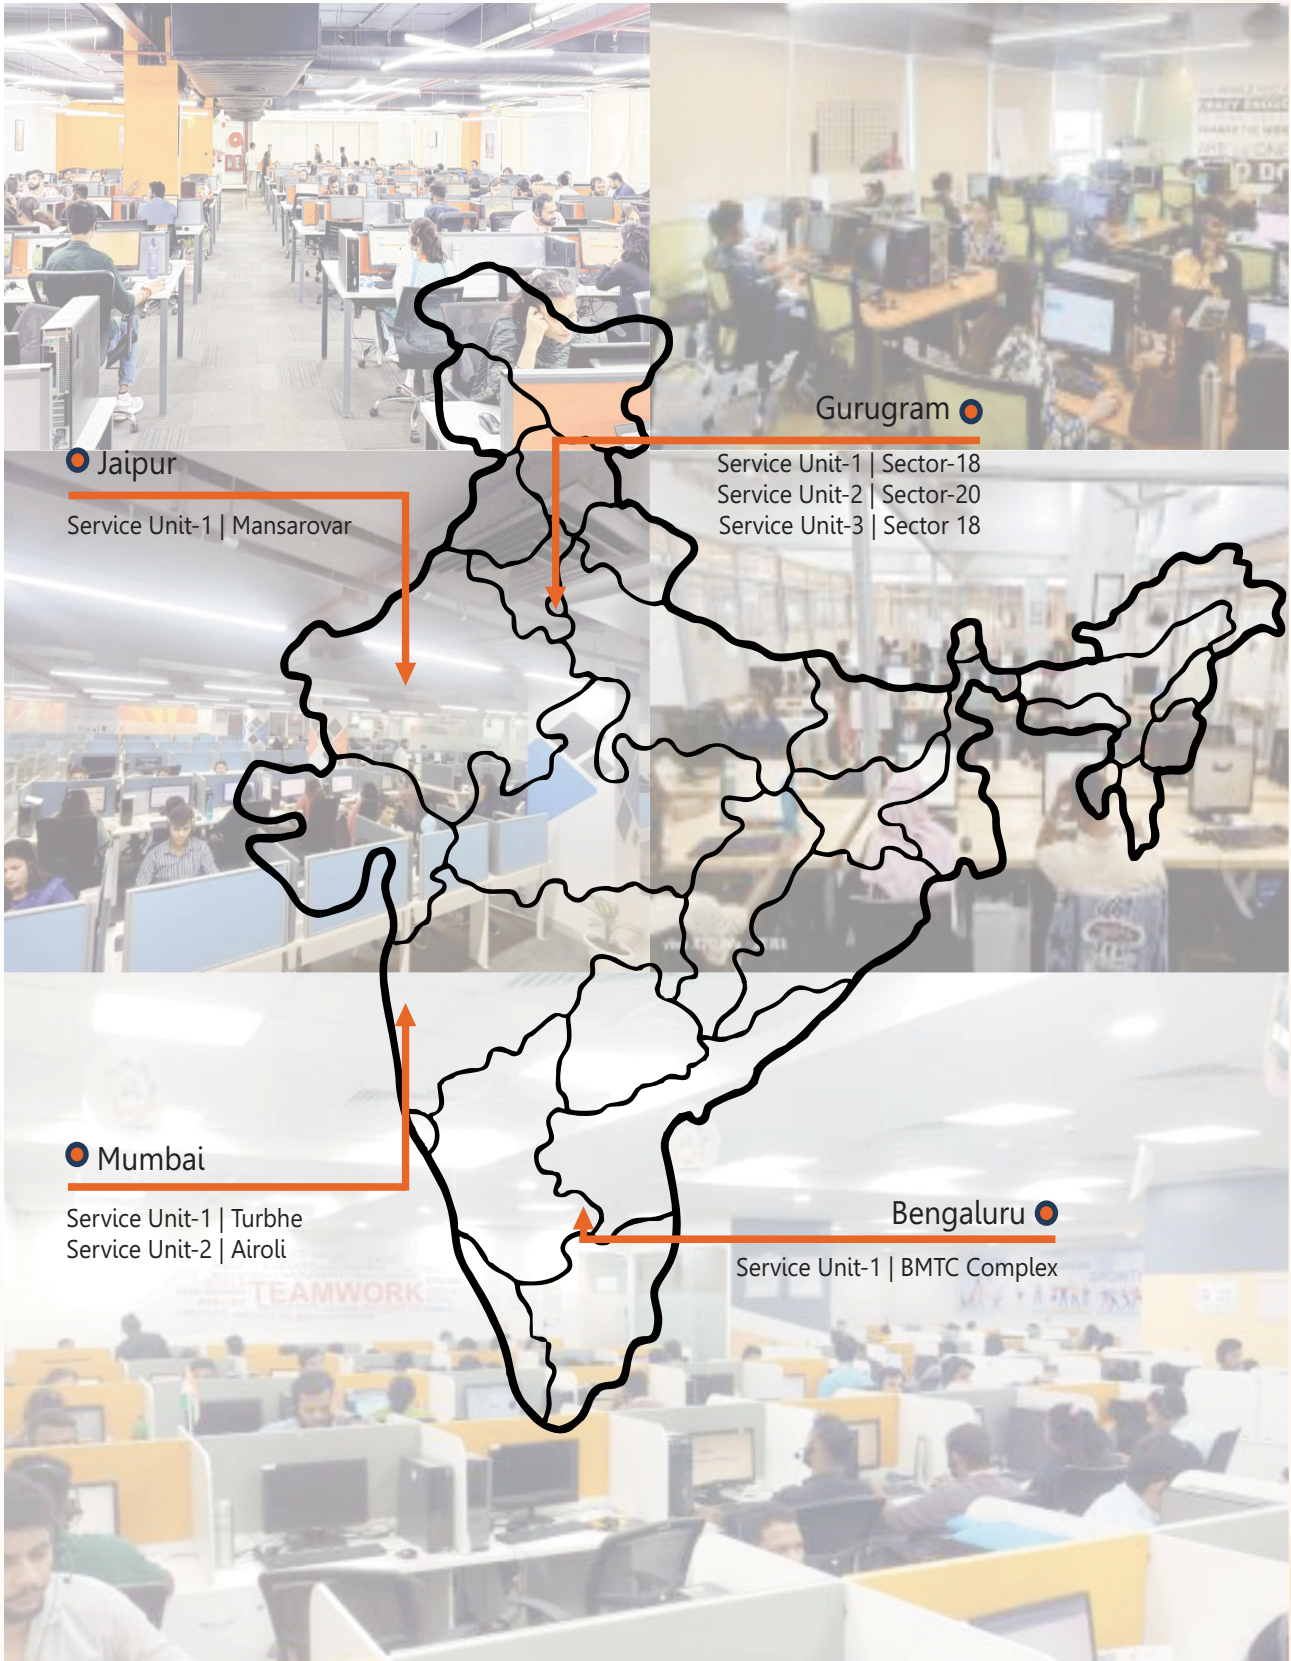 Gurugram
Service Unit-1 | Sector-18
Service Unit-2 | Sector-20
Service Unit-3 | Sector 18
Jaipur
Service Unit-1 | Mansarovar
Mumbai
Service Unit-1 | Turbhe
Service Unit-2 | Airoli
Bengaluru
Service Unit-1 | BMTC Complex
TEAMWORK
GROWTH